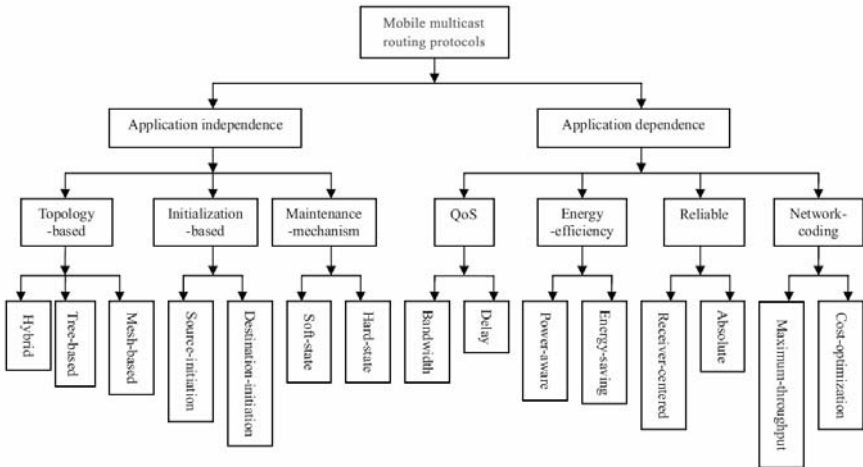 Mobile multicast
routing protocols
Application independence
Application dependence
Topology
-based
Initialization
-based
Maintenance
-mechanism
QoS
Energy
-efficiency
Reliable
Network-
coding
Hybrid
Tree-based
Mesh-based
Source-initiation
Destination-initiation
Soft-state
Hard-state
Bandwidth
Delay
Power-aware
Energy-saving
Receiver-centered
Absolute
Maximum-throughput
Cost-optimization